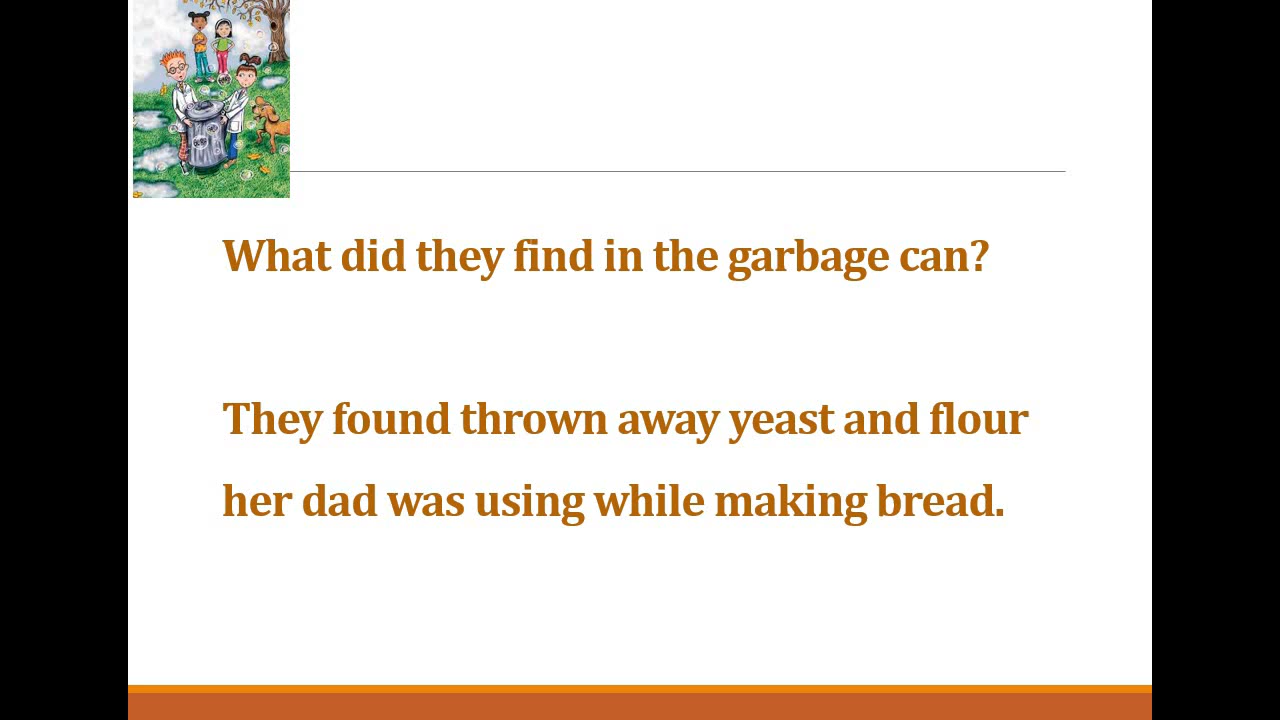 What did they find in the garbage can?
They found thrown away yeast and flour
her dad was using while making bread.